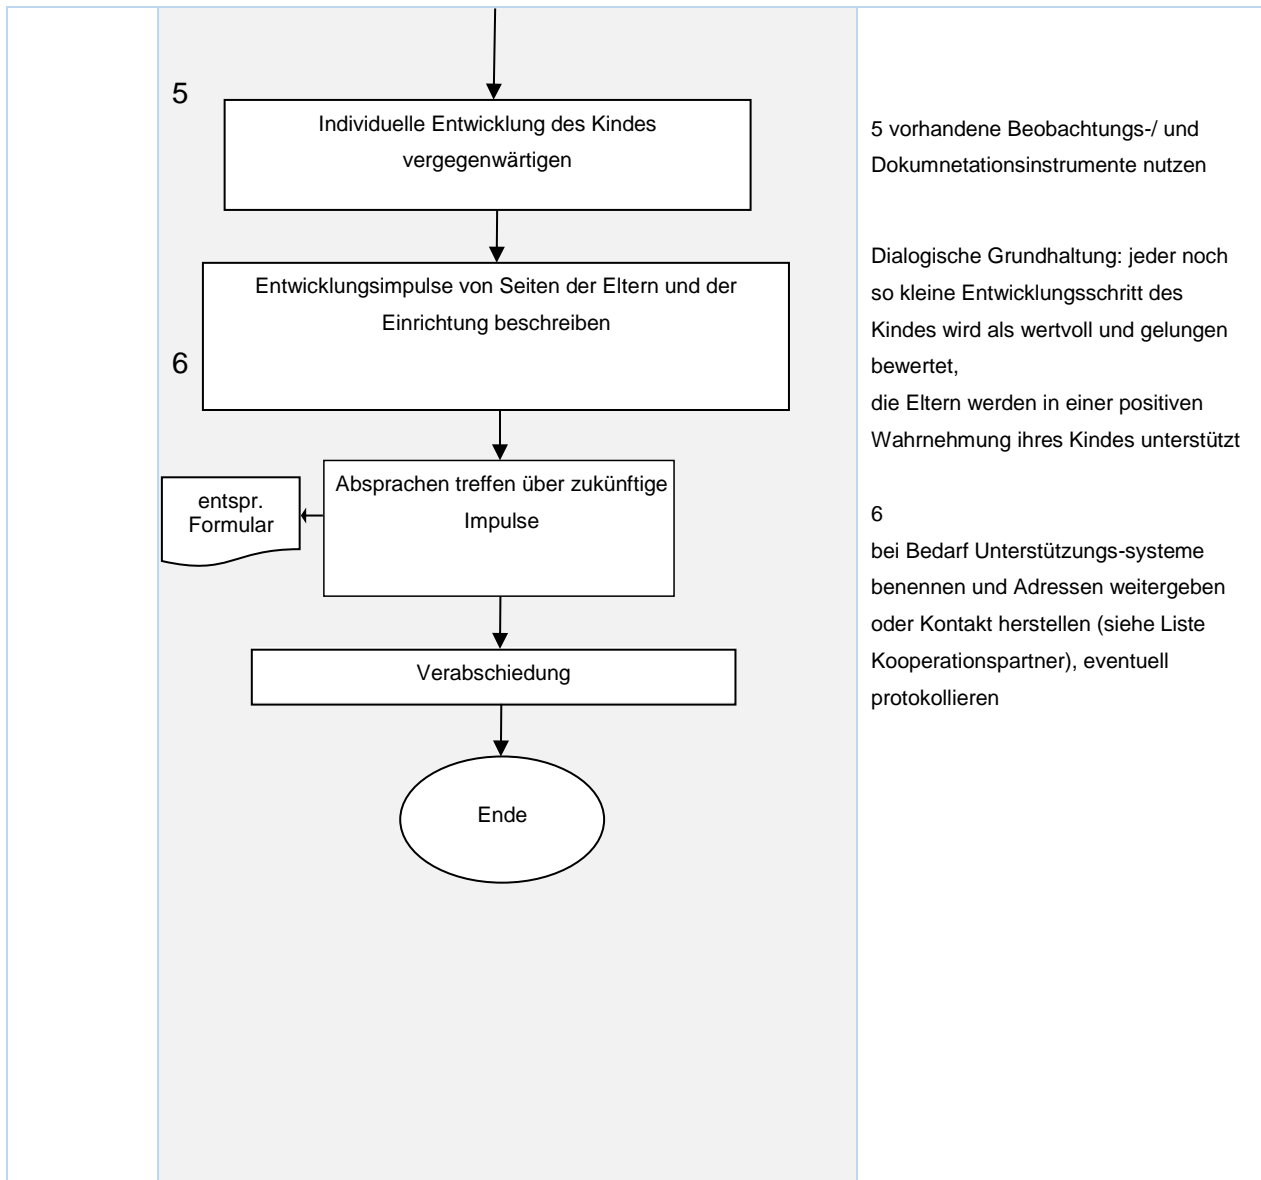 5
Individuelle Entwicklung des Kindes
vergegenwärtigen
Entwicklungsimpulse von Seiten der Eltern und der
Einrichtung beschreiben
6
Absprachen treffen über zukünftige
Impulse
entspr.
Formular
Verabschiedung
Ende
5 vorhandene Beobachtungs-/ und
Dokumnetationsinstrumente nutzen
Dialogische Grundhaltung: jeder noch
so kleine Entwicklungsschritt des
Kindes wird als wertvoll und gelungen
bewertet,
die Eltern werden in einer positiven
Wahrnehmung ihres Kindes unterstützt
6
bei Bedarf Unterstützungs-systeme
benennen und Adressen weitergeben
oder Kontakt herstellen (siehe Liste
Kooperationspartner), eventuell
protokollieren